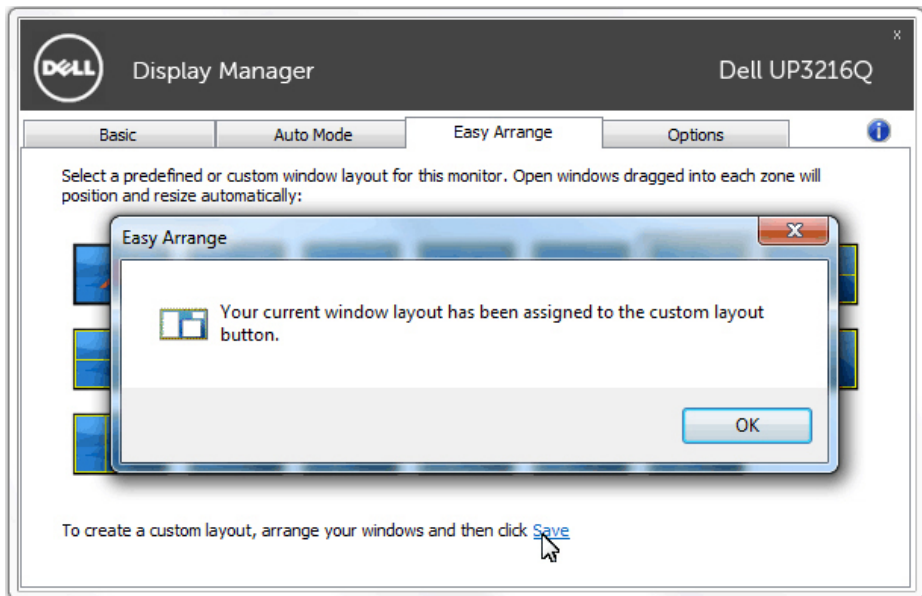 DELL
Display Manager
Dell UP3216Q
x
Basic
Auto Mode
Easy Arrange
Options
i
Select a predefined or custom window layout for this monitor. Open windows dragged into each zone will
position and resize automatically:
Easy Arrange
x
Your current window layout has been assigned to the custom layout
button.
OK
To create a custom layout, arrange your windows and then click Save